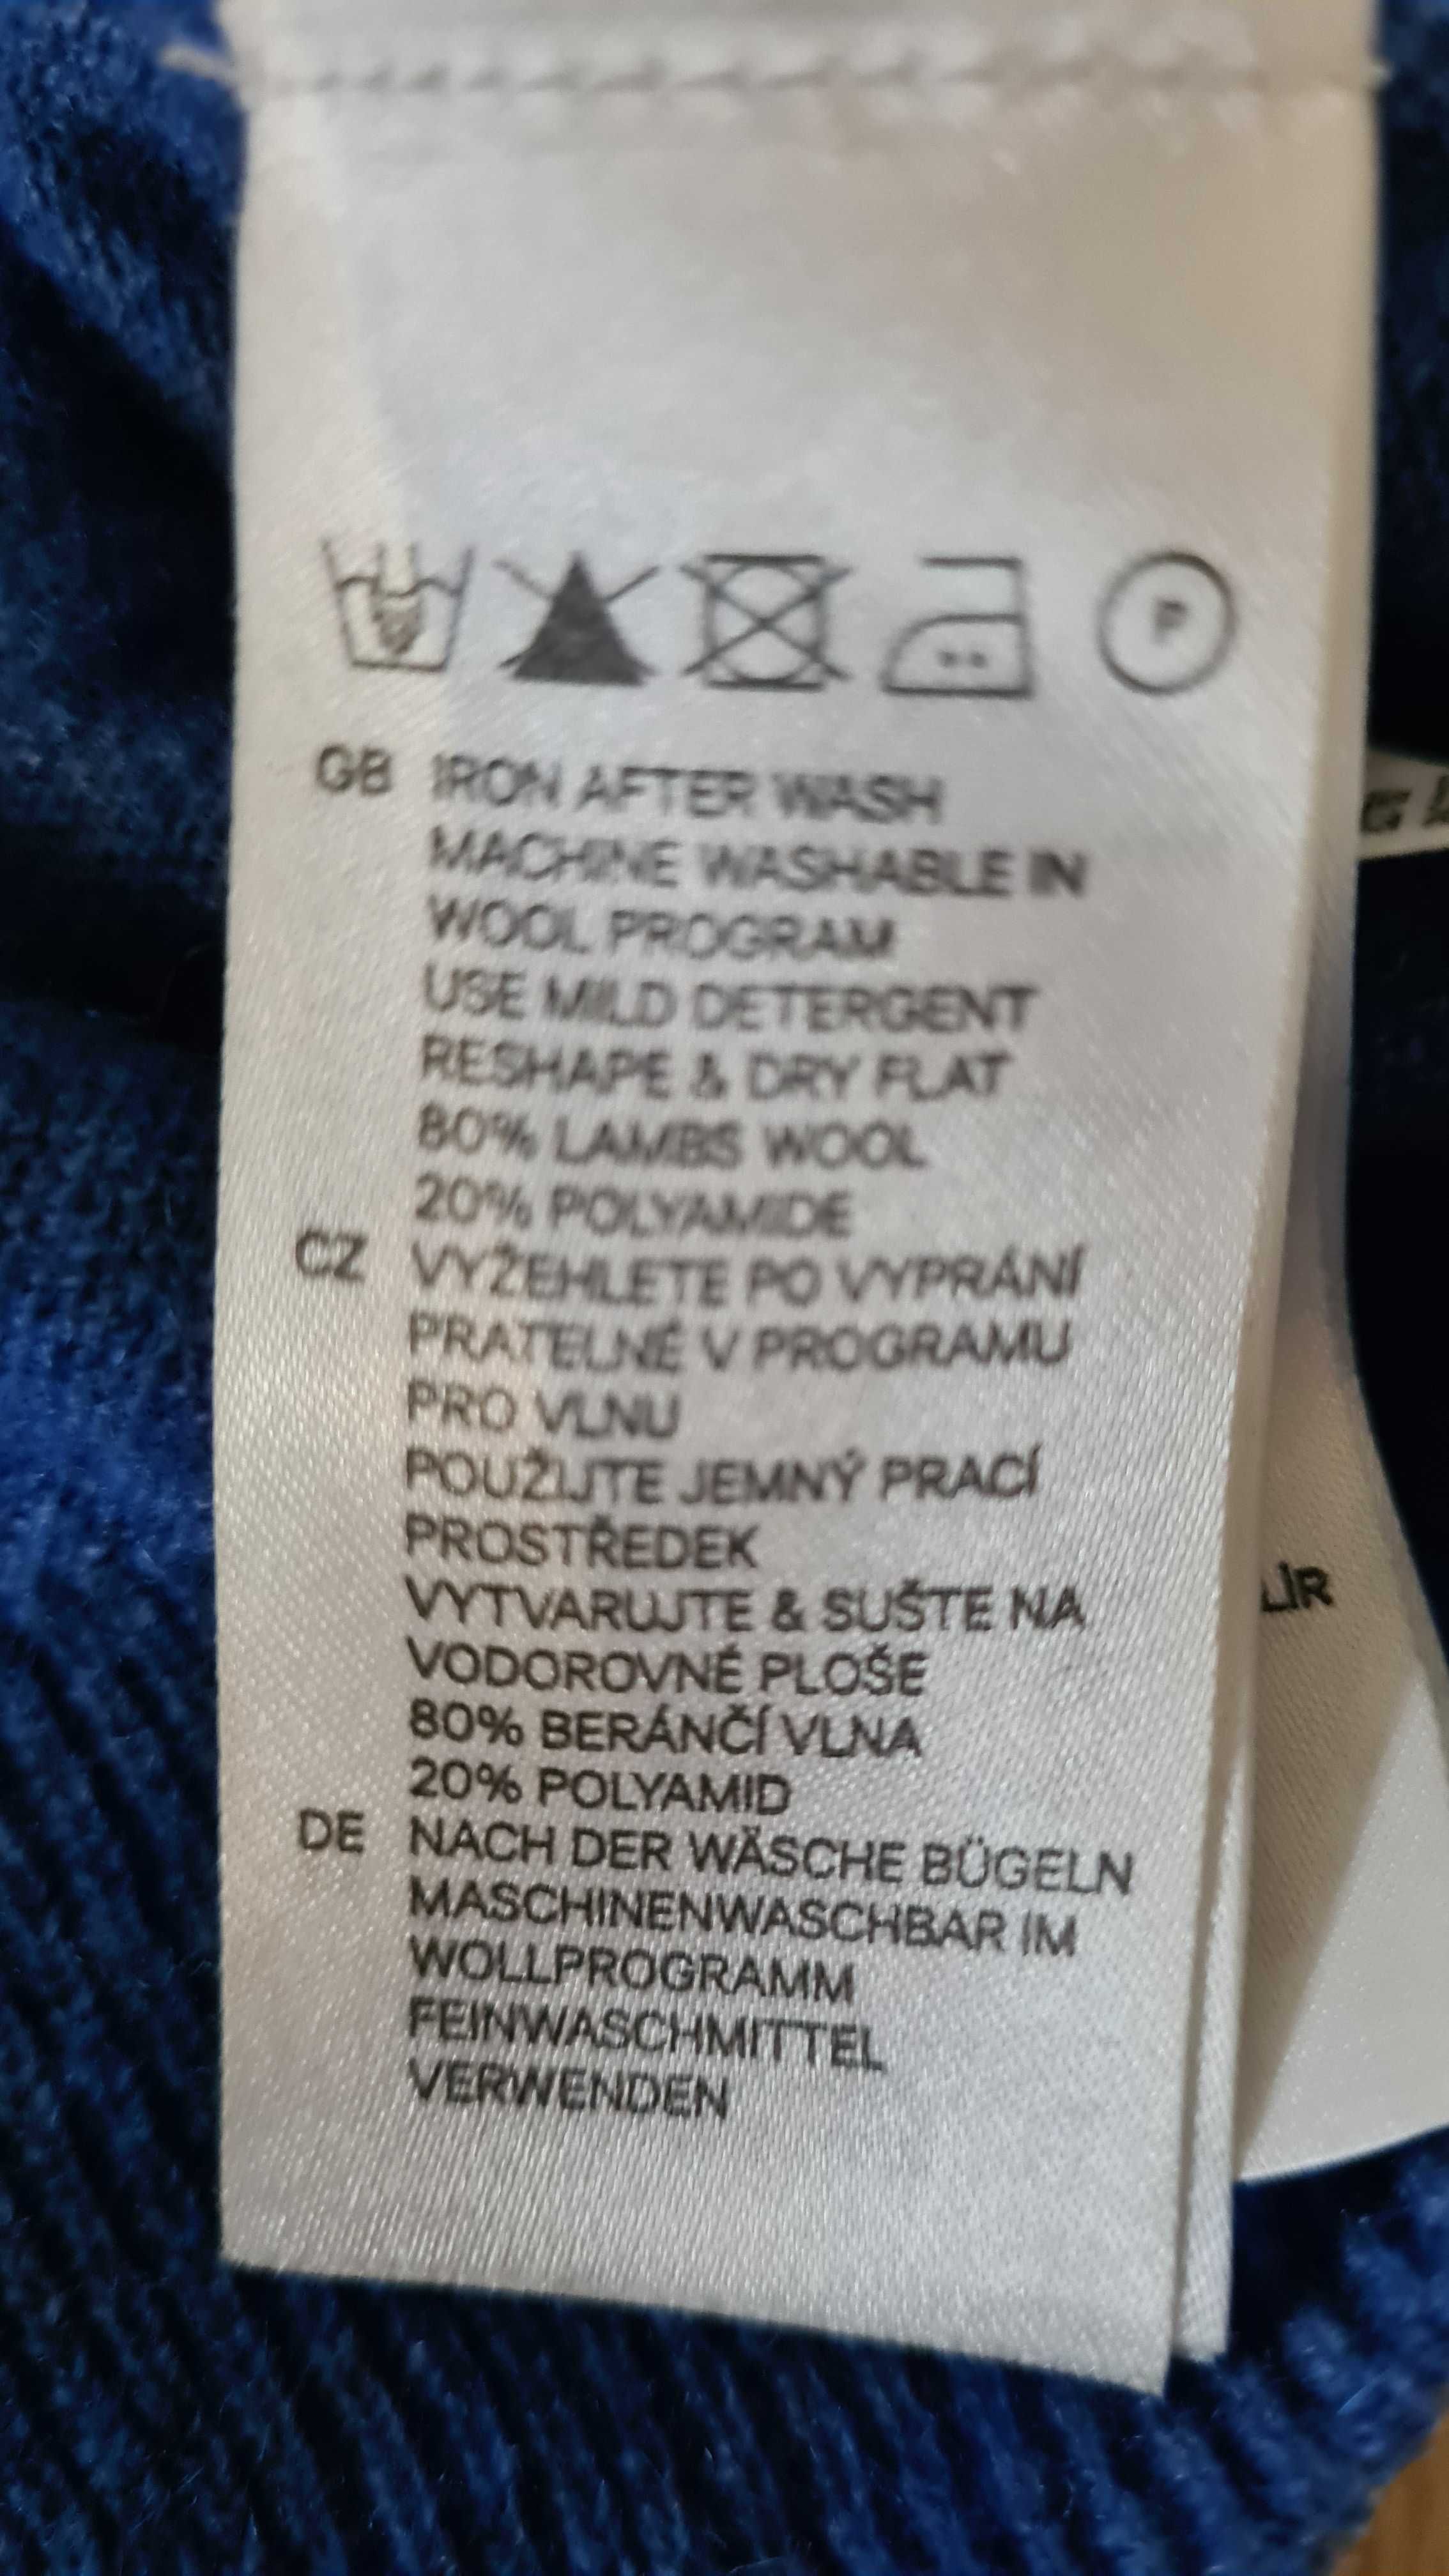 P
GB IRON AFTER WASH
MACHINE WASHABLE IN
WOOL PROGRAM
USE MILD DETERGENT
RESHAPE & DRY FLAT
80% LAMBS WOOL
20% POLYAMIDE
CZ VYŽEHLETE PO VYPRÁNÍ
PRATELNÉ V PROGRAMU
PRO VLNU
POUŽIJTE JEMNÝ PRACÍ
PROSTŘEDEK
VYTVARUJTE & SUŠTE NA
VODOROVNÉ PLOŠE
80% BERÁNČÍ VLNA
20% POLYAMID
DE NACH DER WÄSCHE BÜGELN
MASCHINENWASCHBAR IM
WOLLPROGRAMM
FEINWASCHMITTEL
VERWENDEN
LİR